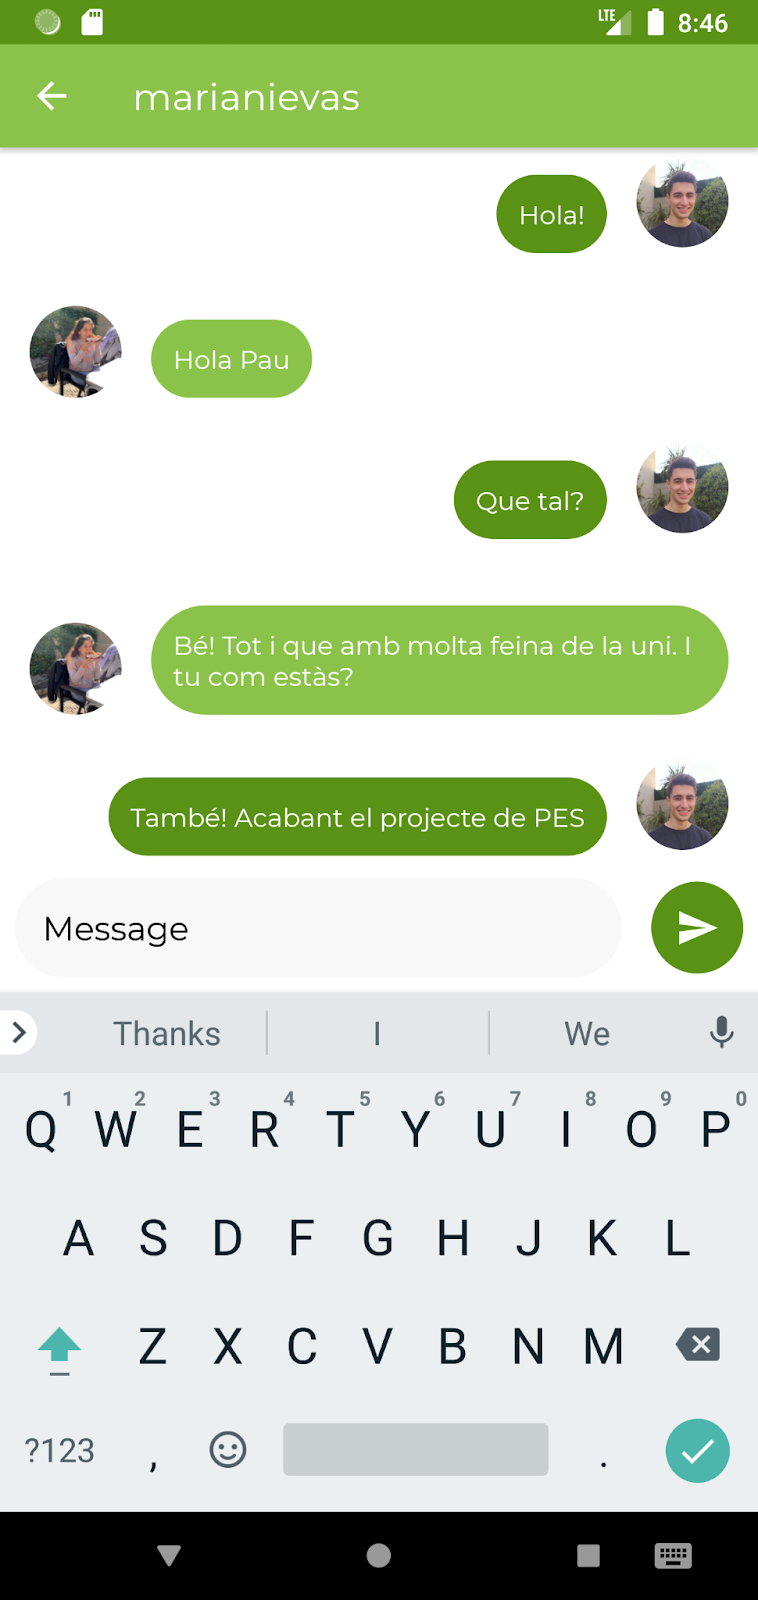 LTE 8:46
marianievas
Hola!
Hola Pau
Que tal?
Bé! Tot i que amb molta feina de la uni. I
tu com estàs?
També! Acabant el projecte de PES
Message
Thanks I We
1 2 3 4 5 6 7 8 9 0
Q W E R T Y U I O P
A S D F G H J K L
Z X C V B N M
?123 , .